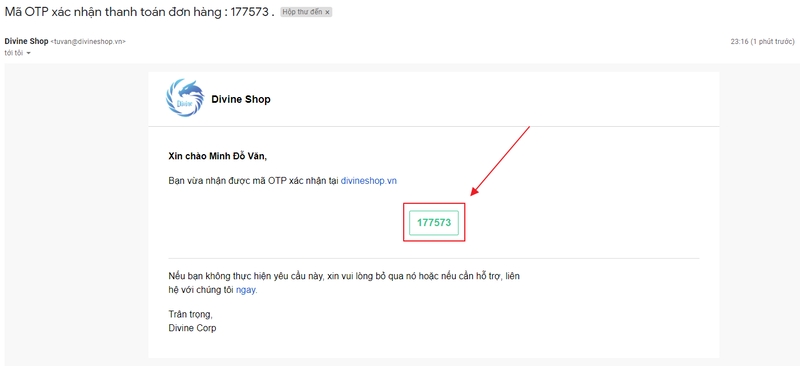 Mã OTP xác nhận thanh toán đơn hàng : 177573 . Hộp thư đến x
Divine Shop <tuvan@divineshop.vn> 23:16 (1 phút trước)
tới tôi
Divine
Divine Shop
Xin chào Minh Đỗ Văn,
Bạn vừa nhận được mã OTP xác nhận tại divineshop.vn
177573
Nếu bạn không thực hiện yêu cầu này, xin vui lòng bỏ qua nó hoặc nếu cần hỗ trợ, liên
hệ với chúng tôi ngay.
Trân trọng,
Divine Corp